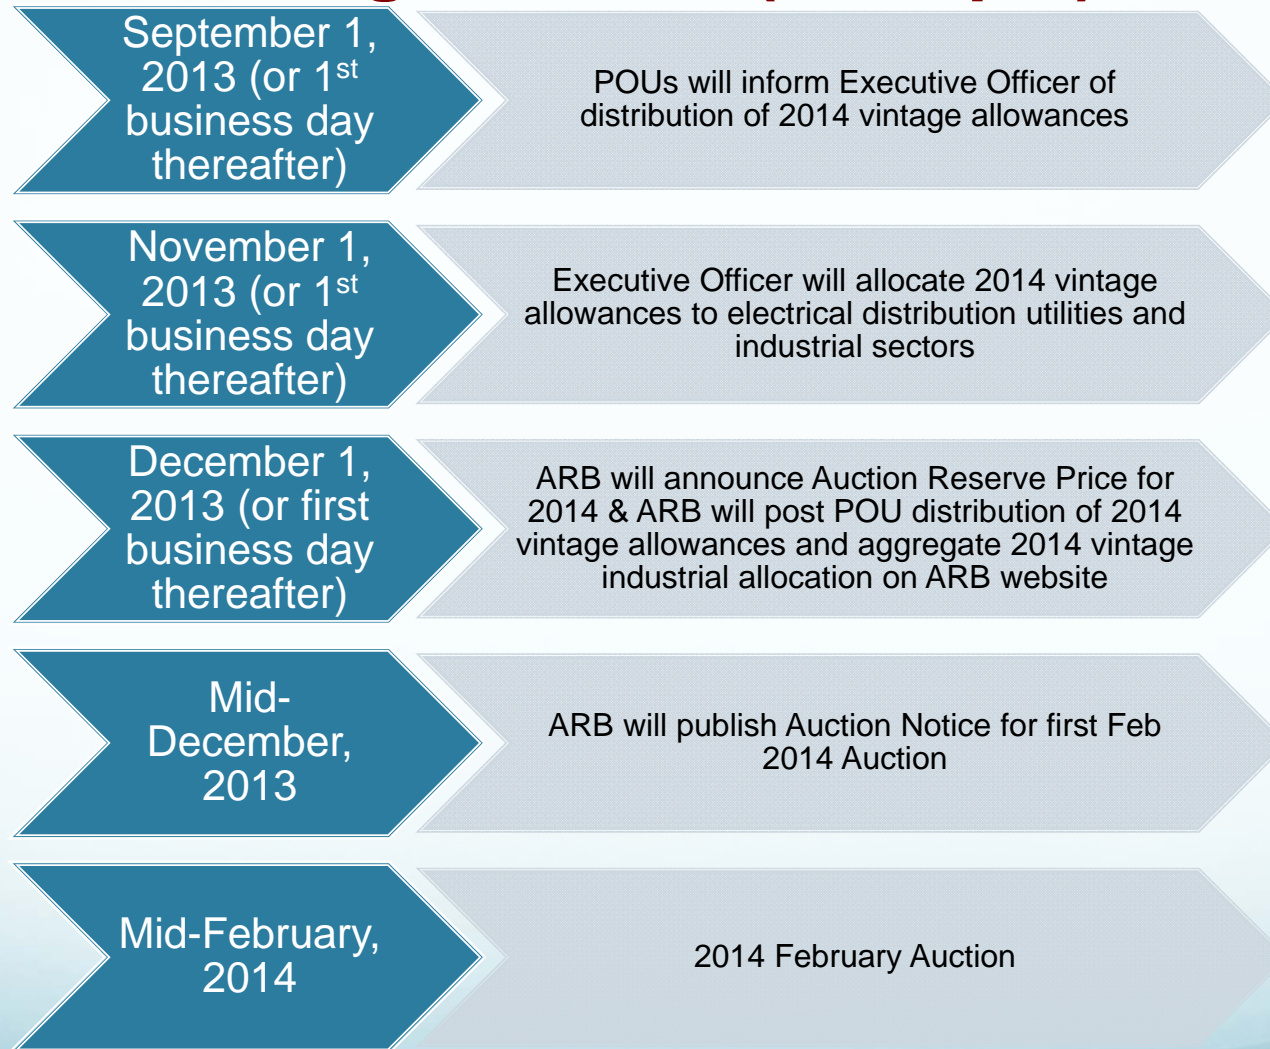 September 1,
2013 (or 1st
business day
thereafter)
POUs will inform Executive Officer of
distribution of 2014 vintage allowances
November 1,
2013 (or 1st
business day
thereafter)
Executive Officer will allocate 2014 vintage
allowances to electrical distribution utilities and
industrial sectors
December 1,
2013 (or first
business day
thereafter)
ARB will announce Auction Reserve Price for
2014 & ARB will post POU distribution of 2014
vintage allowances and aggregate 2014 vintage
industrial allocation on ARB website
Mid-
December,
2013
ARB will publish Auction Notice for first Feb
2014 Auction
Mid-February,
2014
2014 February Auction